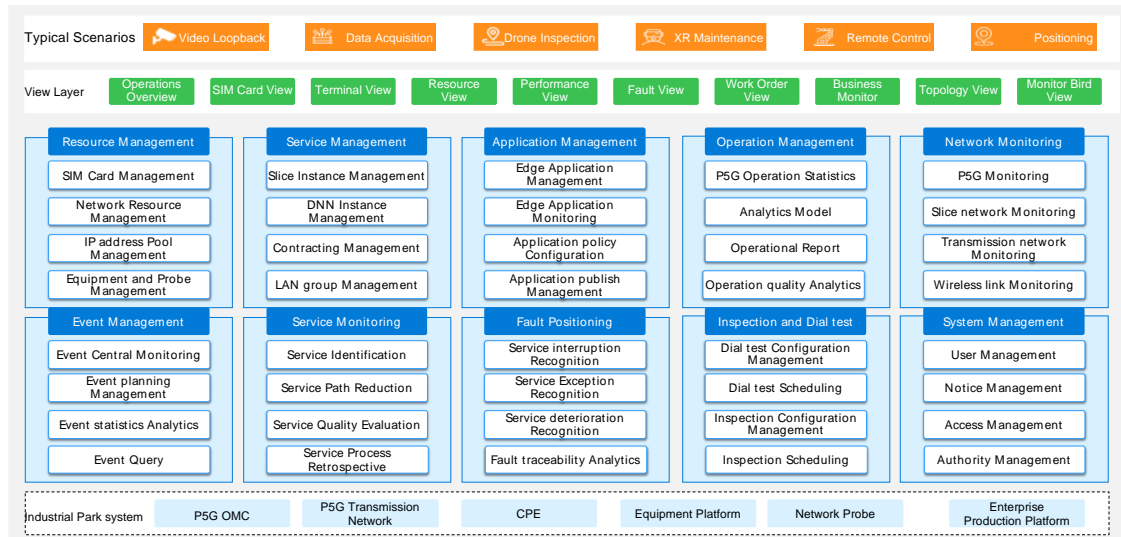 Typical Scenarios
Video Loopback
Data Acquisition
Drone Inspection
XR Maintenance
Remote Control
Positioning
View Layer
Operations
Overview
SIM Card View
Terminal View
Resource
View
Performance
View
Fault View
Work Order
View
Business
Monitor
Topology View
Monitor Bird
View
Resource Management
SIM Card Management
Network Resource
Management
IP address Pool
Management
Equipment and Probe
Management
Service Management
Slice Instance Management
DNN Instance
Management
Contracting Management
LAN group Management
Application Management
Edge Application
Management
Edge Application
Monitoring
Application policy
Configuration
Application publish
Management
Operation Management
P5G Operation Statistics
Analytics Model
Operational Report
Operation quality Analytics
Network Monitoring
P5G Monitoring
Slice network Monitoring
Transmission network
Monitoring
Wireless link Monitoring
Event Management
Event Central Monitoring
Event planning
Management
Event statistics Analytics
Event Query
Service Monitoring
Service Identification
Service Path Reduction
Service Quality Evaluation
Service Process
Retrospective
Fault Positioning
Service interruption
Recognition
Service Exception
Recognition
Service deterioration
Recognition
Fault traceability Analytics
Inspection and Dial test
Dial test Configuration
Management
Dial test Scheduling
Inspection Configuration
Management
Inspection Scheduling
System Management
User Management
Notice Management
Access Management
Authority Management
Industrial Park system
P5G OMC
P5G Transmission
Network
CPE
Equipment Platform
Network Probe
Enterprise
Production Platform